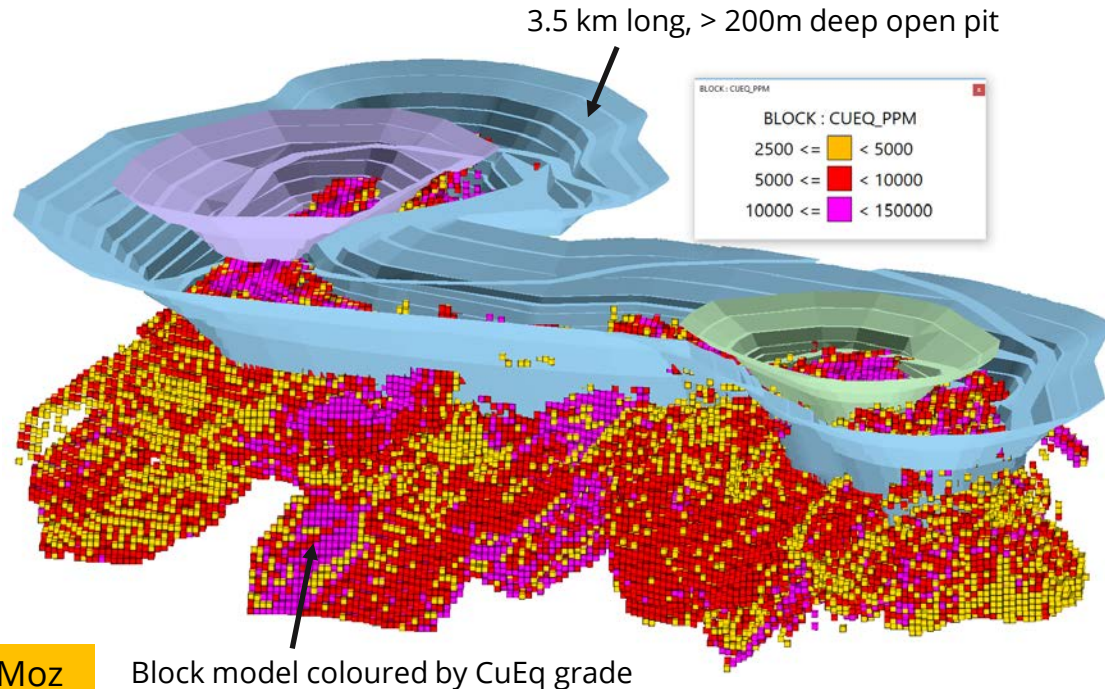 3.5 km long, > 200m deep open pit
BLOCK : CUEQ_PPM
x
BLOCK : CUEQ_PPM
2500 <= < 5000
5000 <= < 10000
10000 <= < 150000
Moz
Block model coloured by CuEq grade